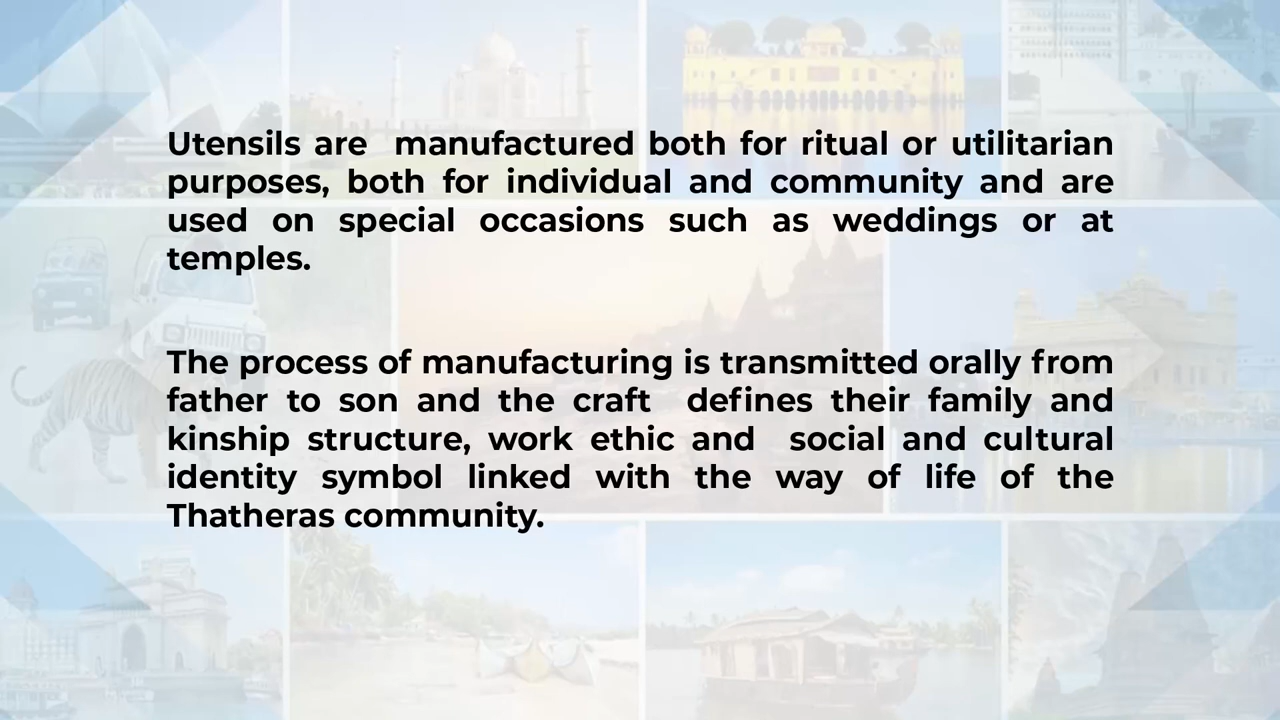 Utensils are manufactured both for ritual or utilitarian
purposes, both for individual and community and are
used on special occasions such as weddings or at
temples.
The process of manufacturing is transmitted orally from
father to son and the craft defines their family and
kinship structure, work ethic and social and cultural
identity symbol linked with the way of life of the
Thatheras community.